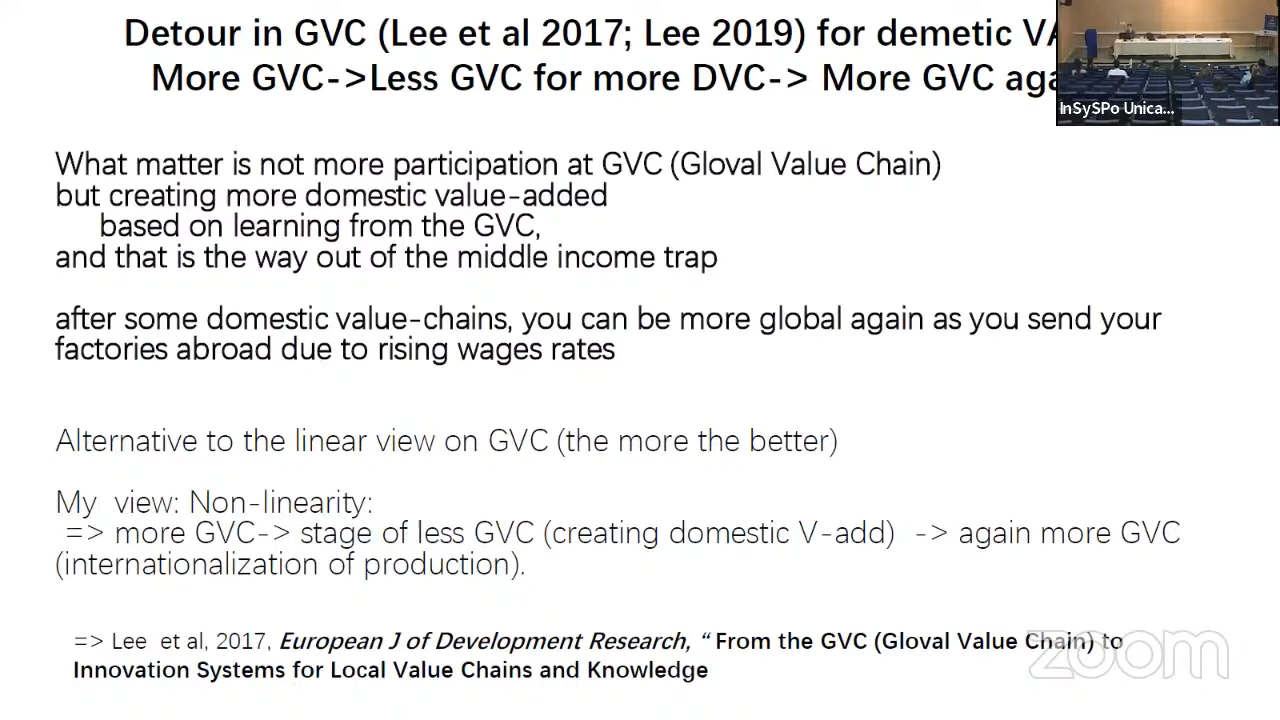 Detour in GVC (Lee et al 2017; Lee 2019) for demetic
More GVC->Less GVC for more DVC-> More GVC
InSySPo Unica...
What matter is not more participation at GVC (Gloval Value Chain)
but creating more domestic value-added
based on learning from the GVC,
and that is the way out of the middle income trap
after some domestic value-chains, you can be more global again as you send your
factories abroad due to rising wages rates
Alternative to the linear view on GVC (the more the better)
My view: Non-linearity:
=> more GVC-> stage of less GVC (creating domestic V-add) -> again more GVC
(internationalization of production).
=> Lee et al, 2017, European J of Development Research, “ From the GVC (Gloval Value Chain) to
Innovation Systems for Local Value Chains and Knowledge
zoom